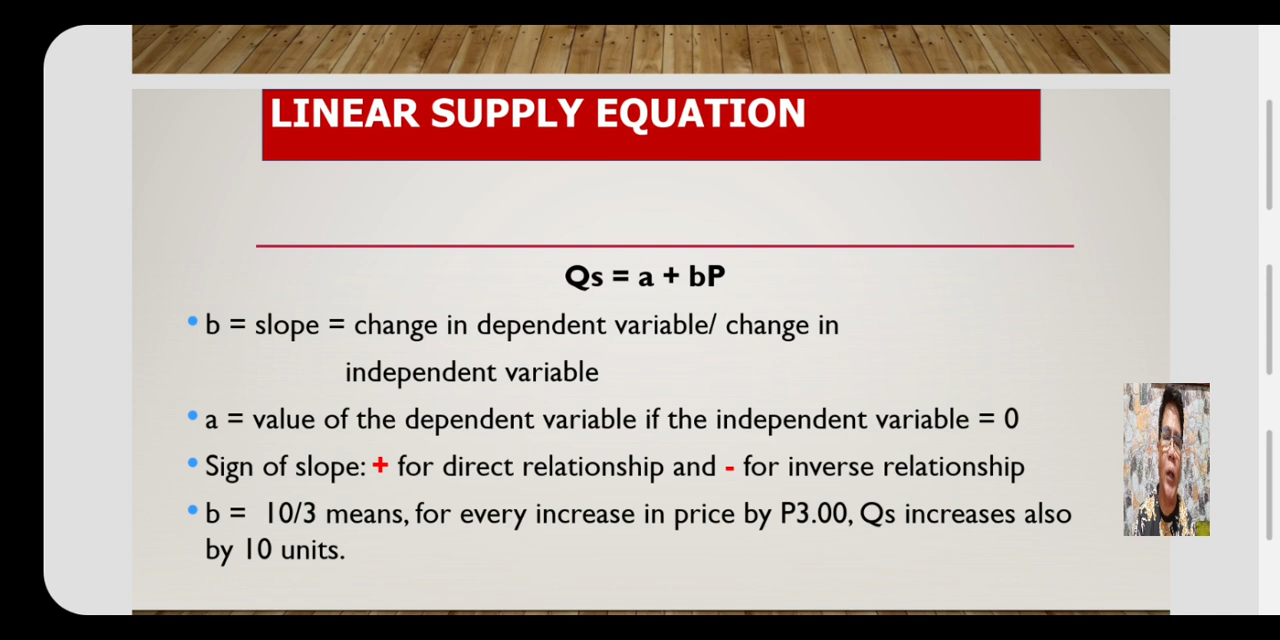 LINEAR SUPPLY EQUATION
Qs = a + bP
• b = slope = change in dependent variable/ change in
independent variable
• a = value of the dependent variable if the independent variable = 0
• Sign of slope: + for direct relationship and - for inverse relationship
• b =  10/3 means, for every increase in price by P3.00, Qs increases also
by 10 units.